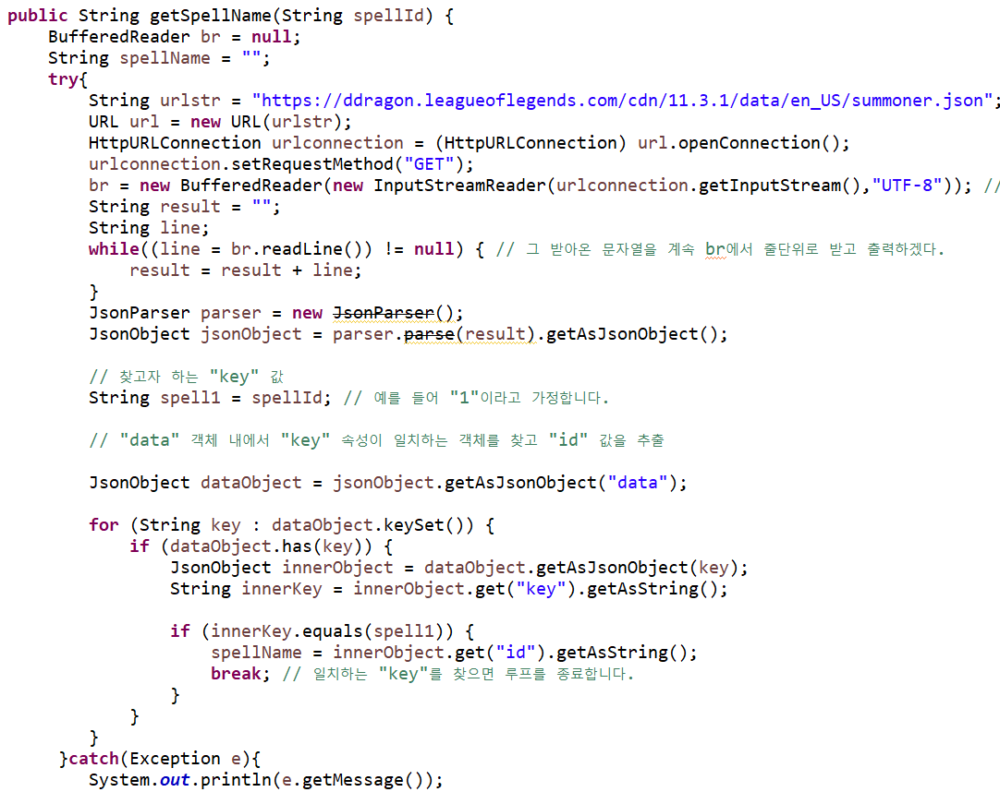 public String getSpellName(String spellId) {
    BufferedReader br = null;
    String spellName = "";
    try{
        String urlstr = "https://ddragon.leagueoflegends.com/cdn/11.3.1/data/en_US/summoner.json";
        URL url = new URL(urlstr);
        HttpURLConnection urlconnection = (HttpURLConnection) url.openConnection();
        urlconnection.setRequestMethod("GET");
        br = new BufferedReader(new InputStreamReader(urlconnection.getInputStream(),"UTF-8")); //
        String result = "";
        String line;
        while((line = br.readLine()) != null) { // 그 받아온 문자열을 계속 br에서 줄단위로 받고 출력하겠다.
            result = result + line;
        }
        JsonParser parser = new JsonParser();
        JsonObject jsonObject = parser.parse(result).getAsJsonObject();

        // 찾고자 하는 "key" 값
        String spell1 = spellId; // 예를 들어 "1"이라고 가정합니다.

        // "data" 객체 내에서 "key" 속성이 일치하는 객체를 찾고 "id" 값을 추출

        JsonObject dataObject = jsonObject.getAsJsonObject("data");

        for (String key : dataObject.keySet()) {
            if (dataObject.has(key)) {
                JsonObject innerObject = dataObject.getAsJsonObject(key);
                String innerKey = innerObject.get("key").getAsString();

                if (innerKey.equals(spell1)) {
                    spellName = innerObject.get("id").getAsString();
                    break; // 일치하는 "key"를 찾으면 루프를 종료합니다.
                }
            }
        }
     }catch(Exception e){
        System.out.println(e.getMessage());